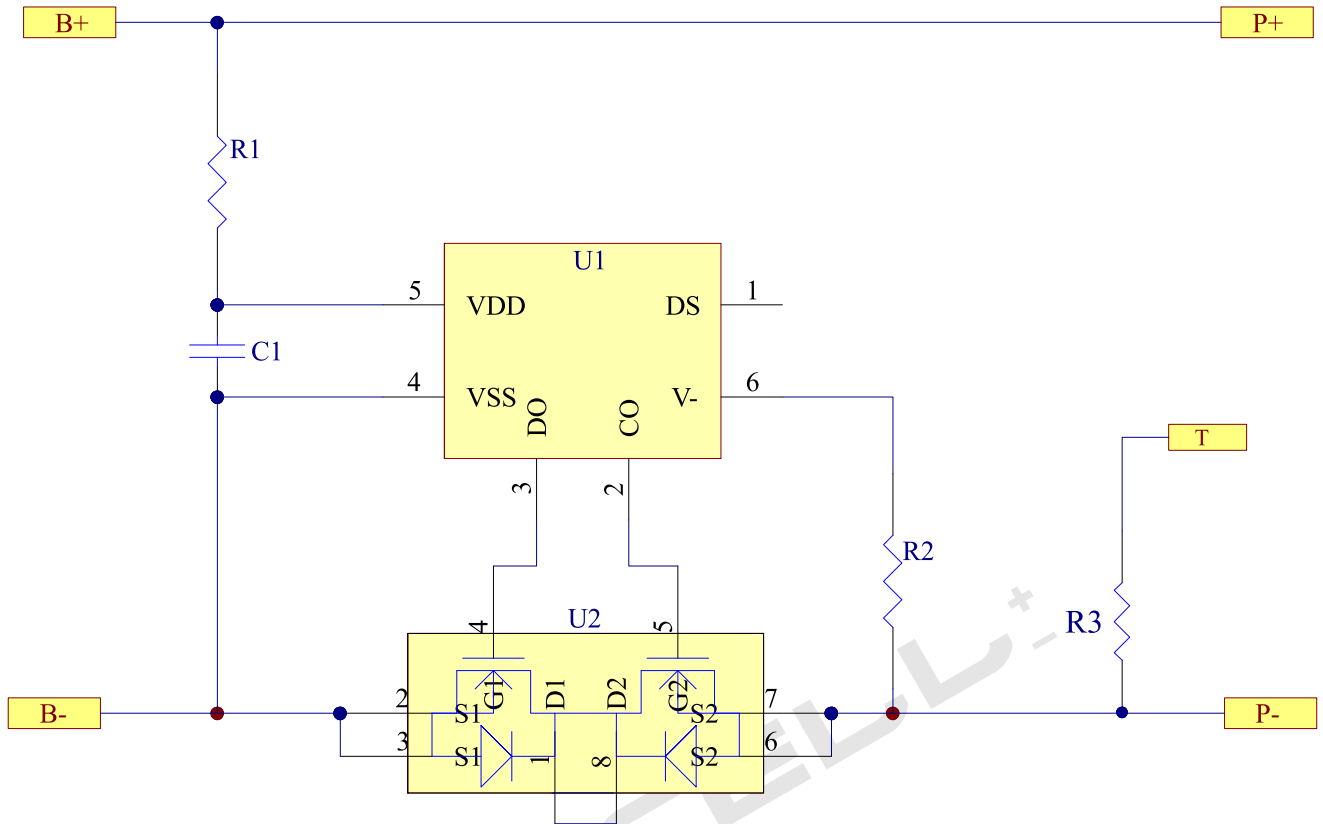 B+
P+
R1
U1
5
VDD
DS
1
C1
4
VSS
V-
6
DO
CO
T
3
2
R2
R3
U2
4
5
G1
D1
D2
G2
2
S1
S2
7
B-
P-
3
S1
1
8
S2
6
ELL